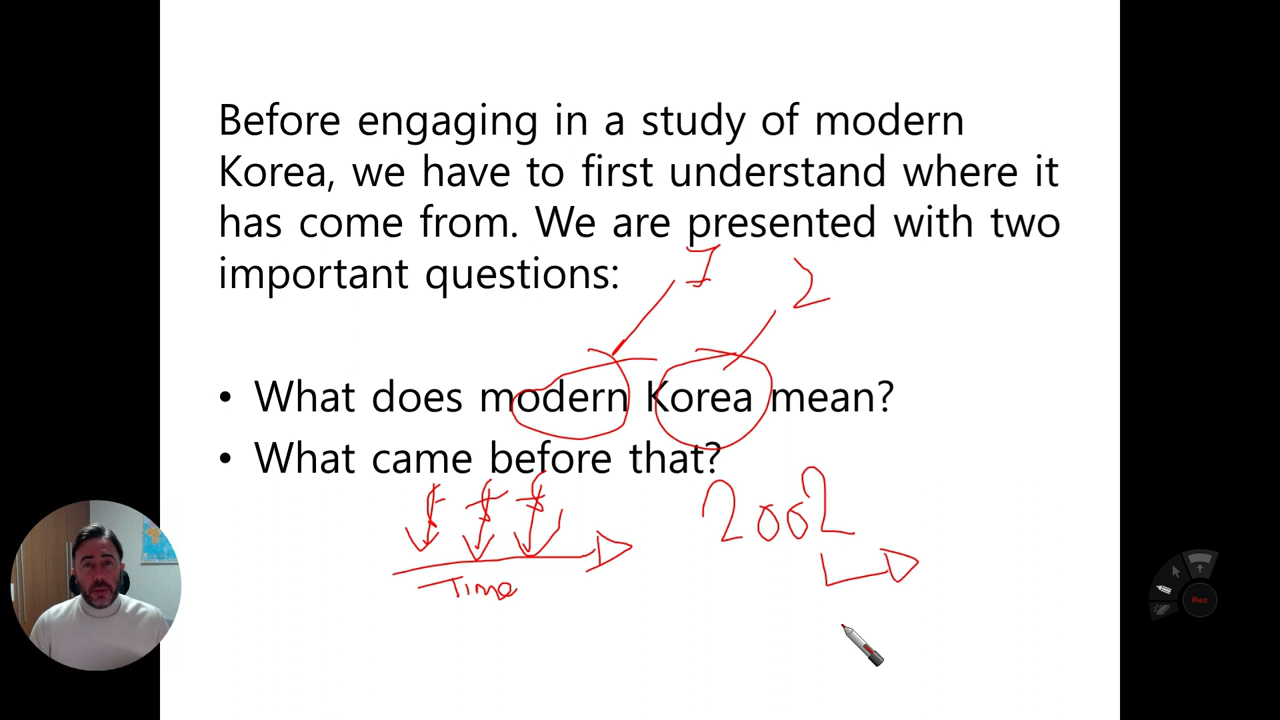 Before engaging in a study of modern
Korea, we have to first understand where it
has come from. We are presented with two
important questions:
1 2
• What does modern Korea mean?
• What came before that?
2002
Time
Rec